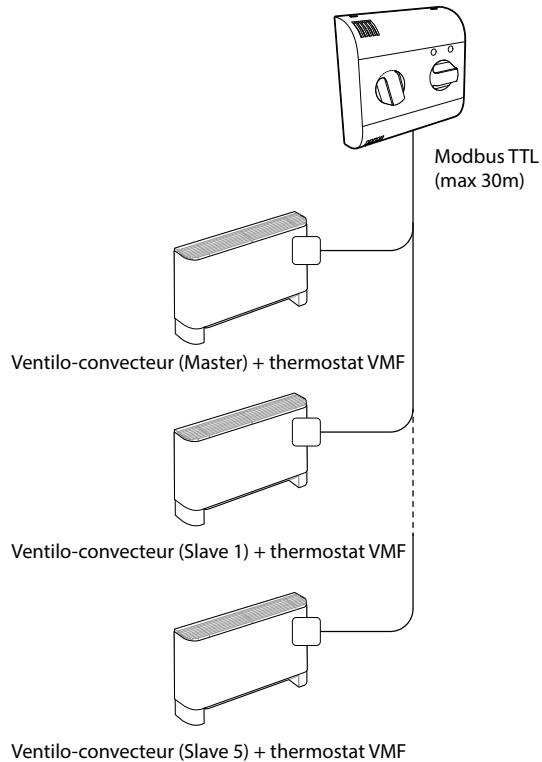 Modbus TTL
(max 30m)
Ventilo-convecteur (Master) + thermostat VMF
Ventilo-convecteur (Slave 1) + thermostat VMF
Ventilo-convecteur (Slave 5) + thermostat VMF